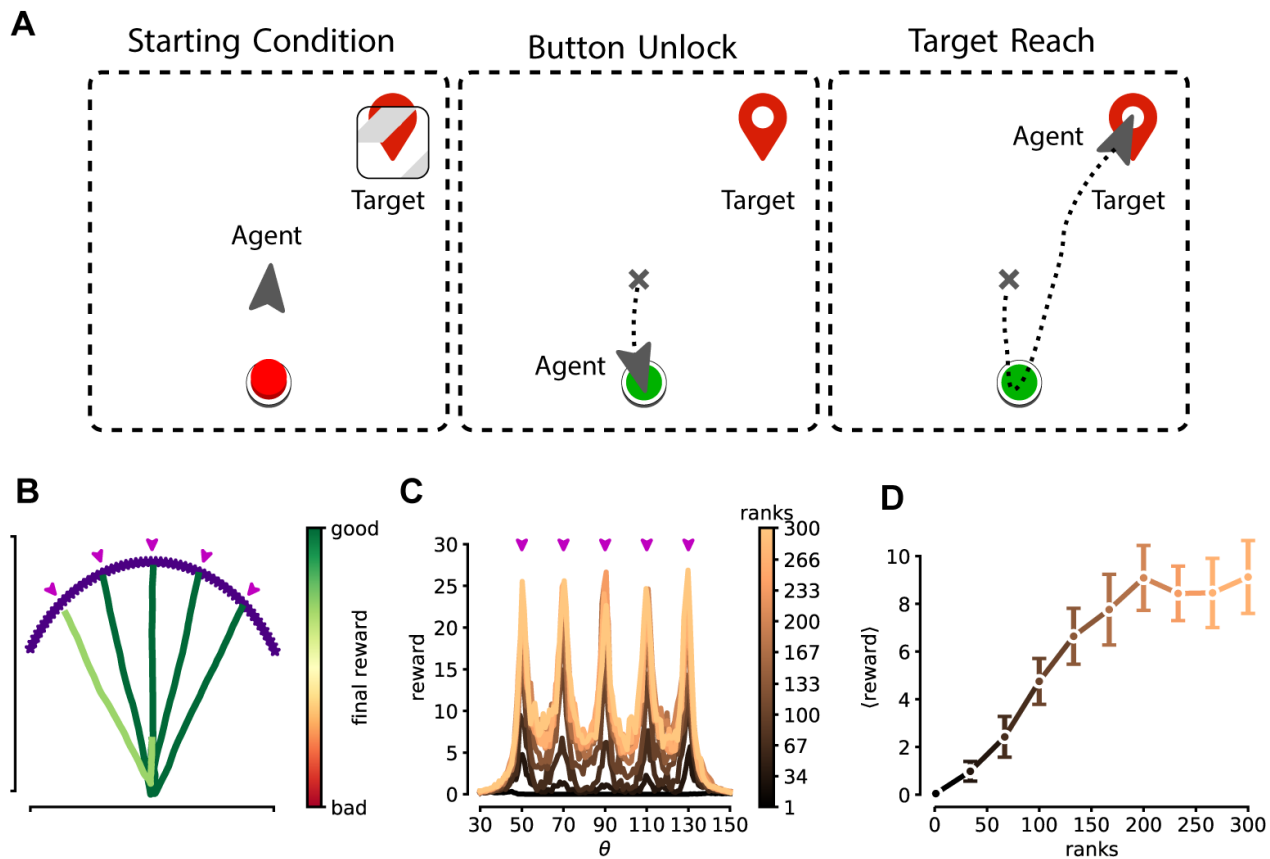 A
Starting Condition
Button Unlock
Target Reach
Agent
Target
Agent
Target
Agent
Target
B
good
final reward
bad
C
ranks
30
25
20
15
10
5
0
reward
30 50 70 90 110 130 150
θ
300
266
233
200
167
133
100
67
34
1
D
10
8
6
4
2
0
⟨reward⟩
0 50 100 150 200 250 300
ranks